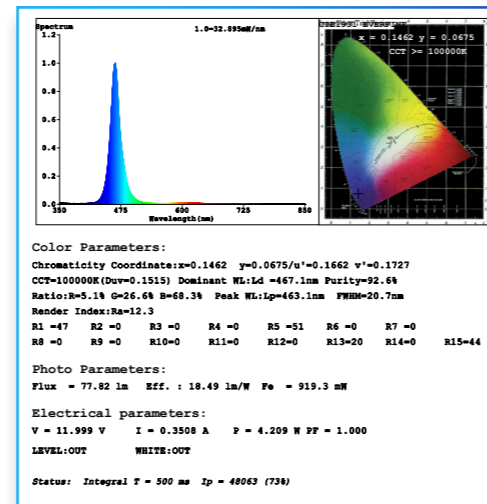 Spectrum
1.0=32.895mW/nm
1.2
1.0
0.8
0.6
0.4
0.2
0.0
350 475 600 725 850
Wavelength(nm)
CIE1931 EVERFINE
x = 0.1462 y = 0.0675
CCT >= 100000K
Color Parameters:
Chromaticity Coordinate:x=0.1462 y=0.0675/u'=0.1662 v'=0.1727
CCT=100000K(Duv=0.1515) Dominant WL:Ld =467.1nm Purity=92.6%
Ratio:R=5.1% G=26.6% B=68.3% Peak WL:Lp=463.1nm FWHM=20.7nm
Render Index:Ra=12.3
R1 =47 R2 =0 R3 =0 R4 =0 R5 =51 R6 =0 R7 =0
R8 =0 R9 =0 R10=0 R11=0 R12=0 R13=20 R14=0 R15=44
Photo Parameters:
Flux = 77.82 lm Eff. : 18.49 lm/W Fe = 919.3 mW
Electrical parameters:
V = 11.999 V I = 0.3508 A P = 4.209 W PF = 1.000
LEVEL:OUT WHITE:OUT
Status: Integral T = 500 ms Ip = 48063 (73%)